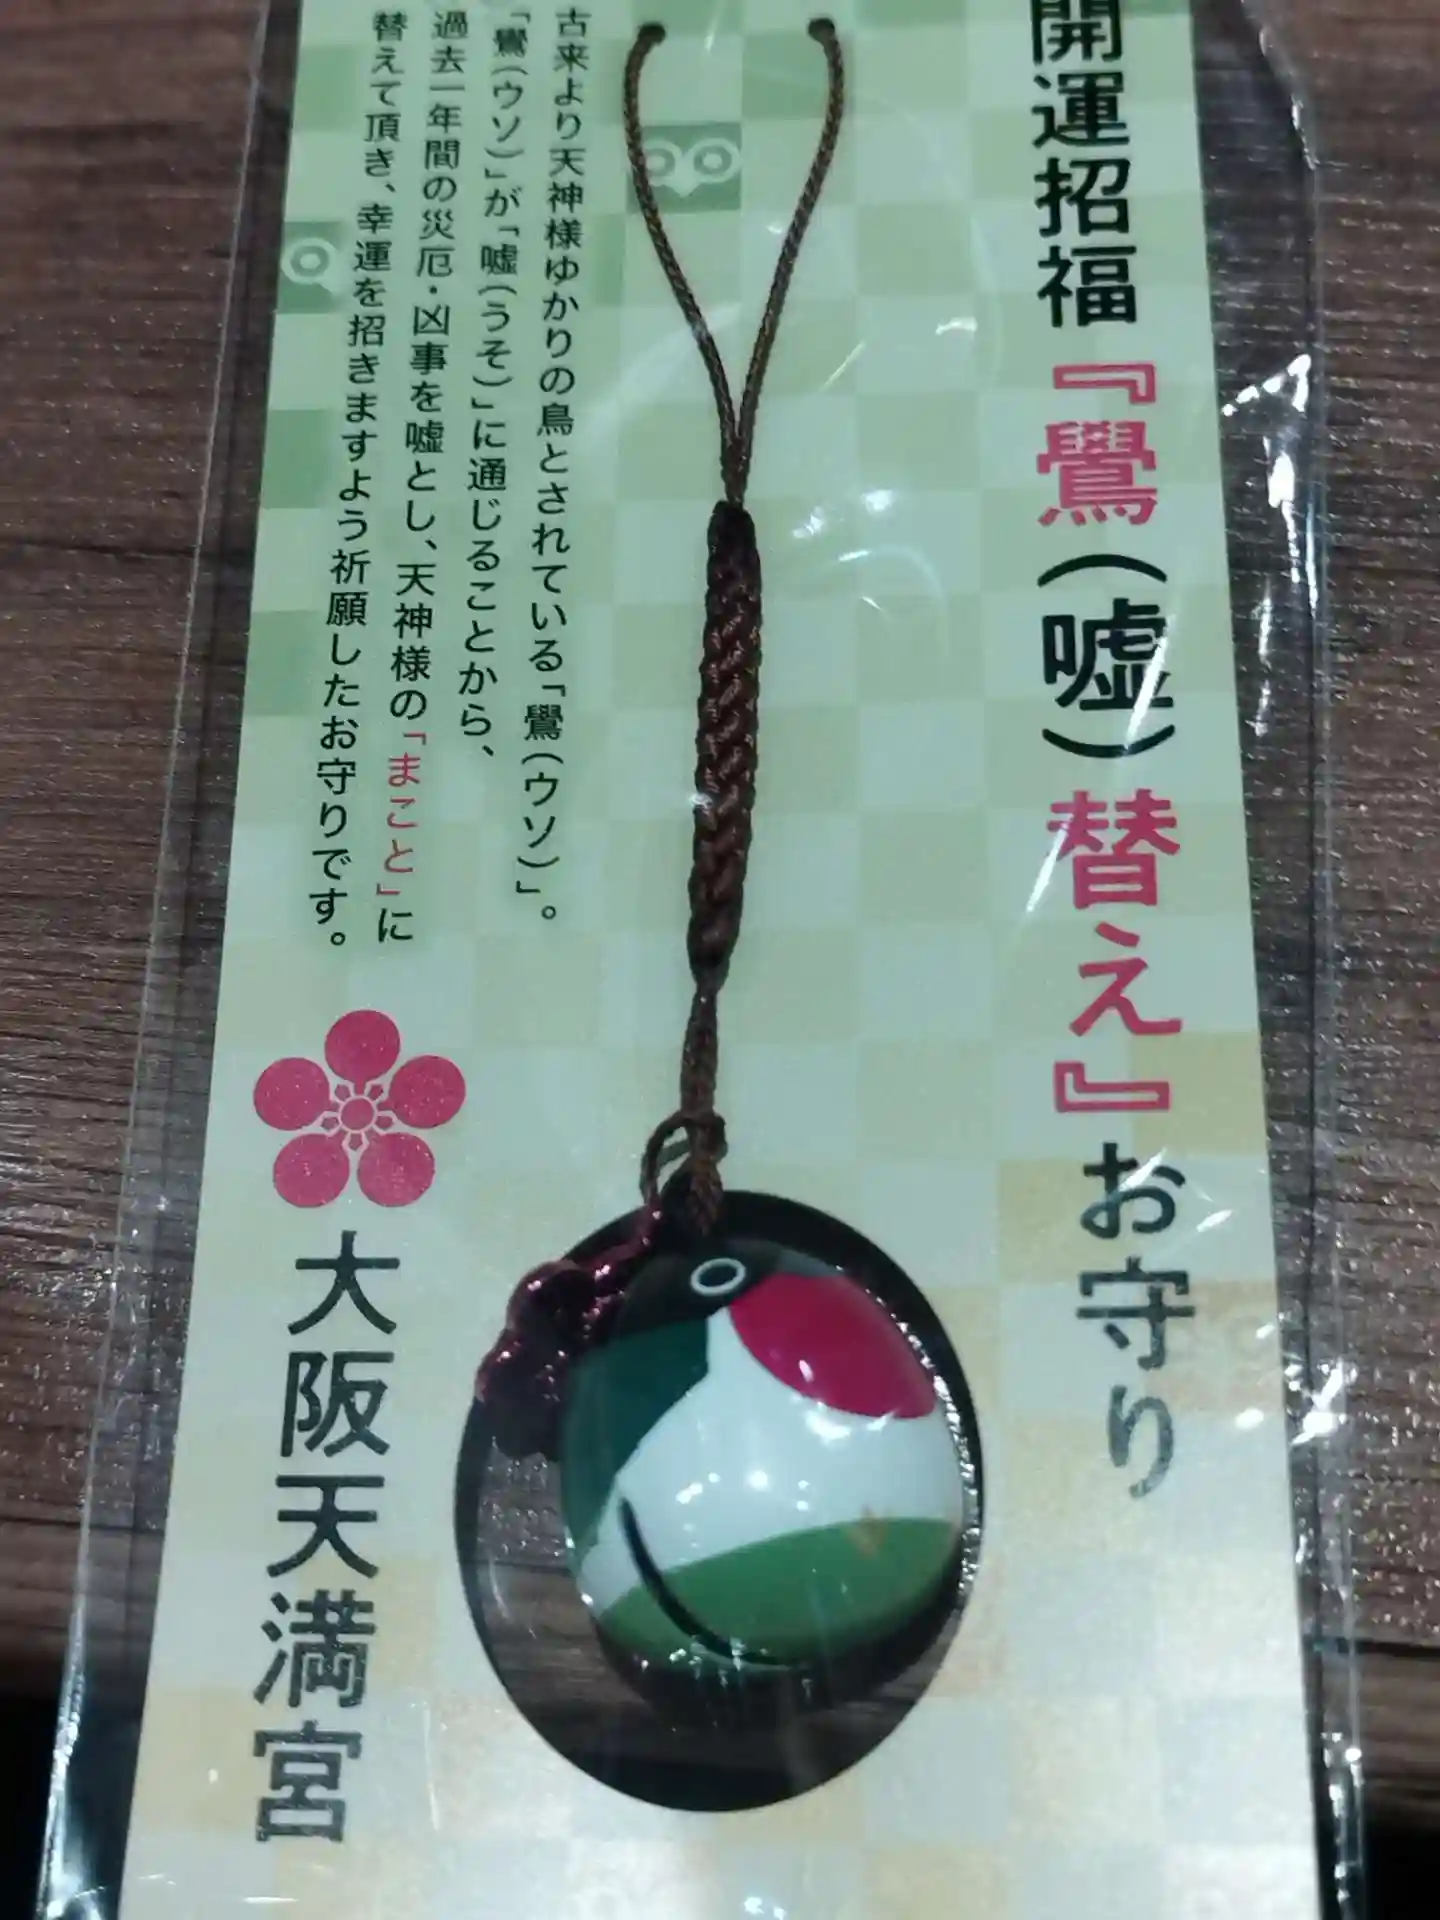 開運招福『鷽(嘘)替え』お守り
古来より天神様ゆかりの鳥とされている「鷽(ウソ)」。
「鷽(ウソ)」が「嘘(うそ)」に通じることから、
過去一年間の災厄・凶事を嘘とし、天神様の「まこと」に
替えて頂き、幸運を招きますよう祈願したお守りです。
大阪天満宮